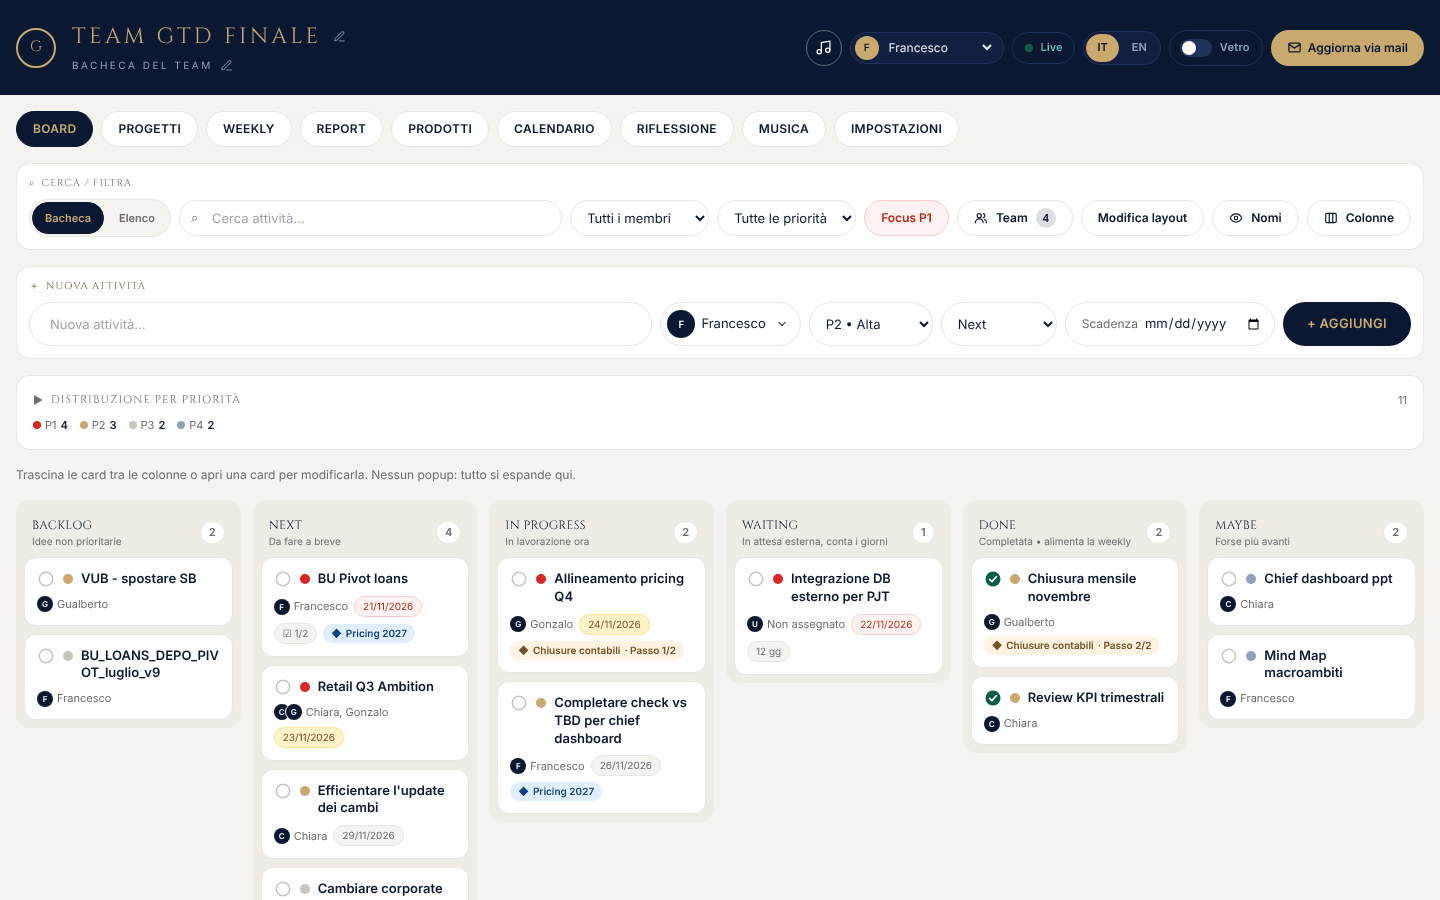 G
TEAM GTD FINALE
BACHECA DEL TEAM
F Francesco
Live
IT EN
Vetro
Aggiorna via mail
BOARD PROGETTI WEEKLY REPORT PRODOTTI CALENDARIO RIFLESSIONE MUSICA IMPOSTAZIONI
CERCA / FILTRA
Bacheca Elenco Cerca attività... Tutti i membri Tutte le priorità Focus P1 Team 4 Modifica layout Nomi Colonne
+ NUOVA ATTIVITÀ
Nuova attività... F Francesco P2 • Alta Next Scadenza mm/dd/yyyy + AGGIUNGI
▶ DISTRIBUZIONE PER PRIORITÀ 11
P1 4 P2 3 P3 2 P4 2
Trascina le card tra le colonne o apri una card per modificarla. Nessun popup: tutto si espande qui.
BACKLOG 2
Idee non prioritarie
VUB - spostare SB
G Gualberto
BU_LOANS_DEPO_PIV
OT_luglio_v9
F Francesco
NEXT 4
Da fare a breve
BU Pivot loans
F Francesco 21/11/2026
☑ 1/2 ◆ Pricing 2027
Retail Q3 Ambition
C G Chiara, Gonzalo
23/11/2026
Efficientare l'update
dei cambi
C Chiara 29/11/2026
Cambiare corporate
IN PROGRESS 2
In lavorazione ora
Allineamento pricing
Q4
G Gonzalo 24/11/2026
◆ Chiusure contabili · Passo 1/2
Completare check vs
TBD per chief
dashboard
F Francesco 26/11/2026
◆ Pricing 2027
WAITING 1
In attesa esterna, conta i giorni
Integrazione DB
esterno per PJT
U Non assegnato 22/11/2026
12 gg
DONE 2
Completata • alimenta la weekly
Chiusura mensile
novembre
G Gualberto
◆ Chiusure contabili · Passo 2/2
Review KPI trimestrali
C Chiara
MAYBE 2
Forse più avanti
Chief dashboard ppt
C Chiara
Mind Map
macroambiti
F Francesco